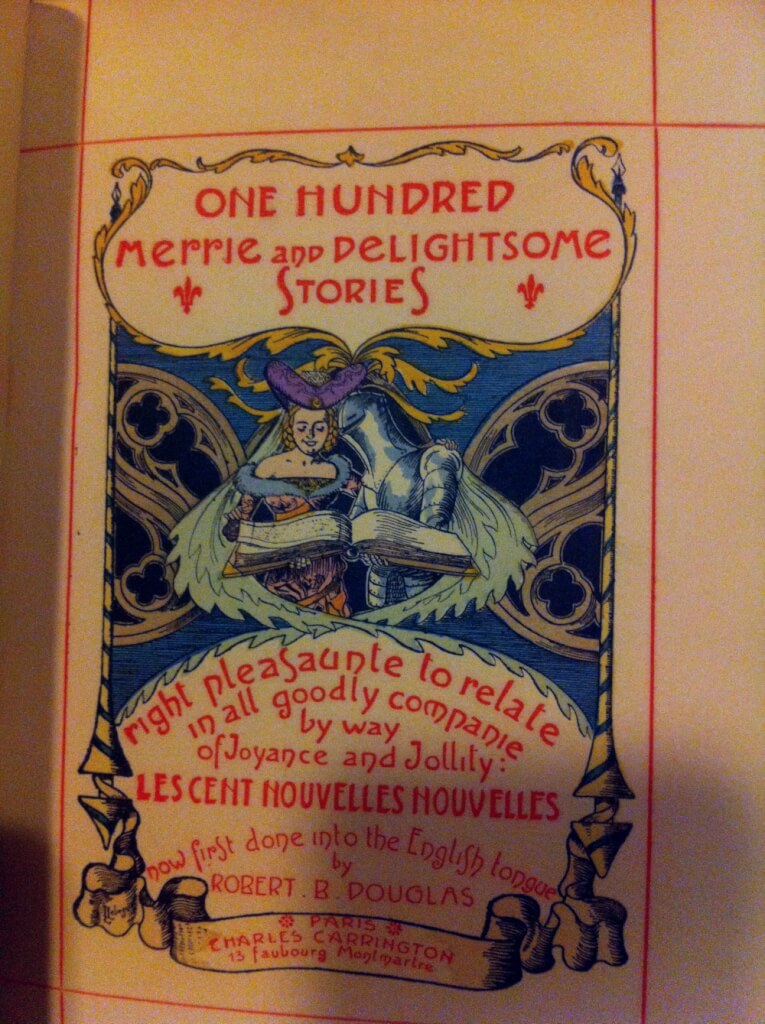 ONE HUNDRED
MERRIE AND DELIGHTSOME
STORIES
right pleasaunte to relate
in all goodly companie
by way
of Joyance and Jollity:
LES CENT NOUVELLES NOUVELLES
now first done into the English tongue
by
ROBERT. B. DOUGLAS
PARIS
CHARLES CARRINGTON
13 faubourg Montmartre